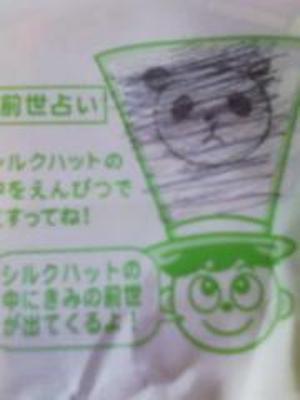 前世占い
シルクハットの
中をえんぴつで
こすってね!
シルクハットの
中にきみの前世
が出てくるよ!